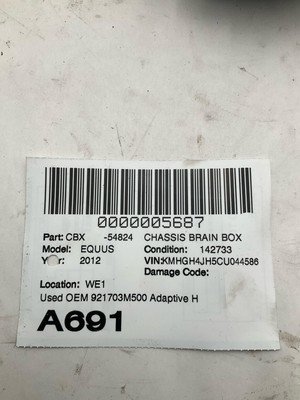 0000005687
Part: CBX -54824 CHASSIS BRAIN BOX
Model: EQUUS Condition: 142733
Year: 2012 VIN:KMHGH4JH5CU044586
Damage Code:
Location: WE1
Used OEM 921703M500 Adaptive H
A691